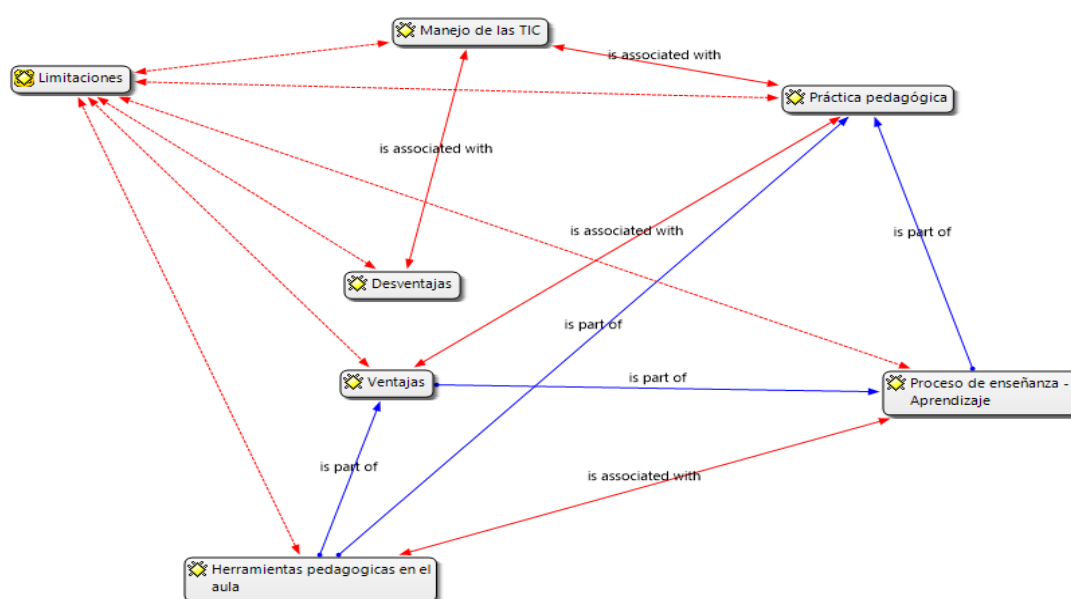 Manejo de las TIC
is associated with
Limitaciones
Práctica pedagógica
is associated with
is associated with
is part of
Desventajas
is part of
Ventajas
is part of
Proceso de enseñanza -
Aprendizaje
is part of
is associated with
Herramientas pedagogicas en el
aula